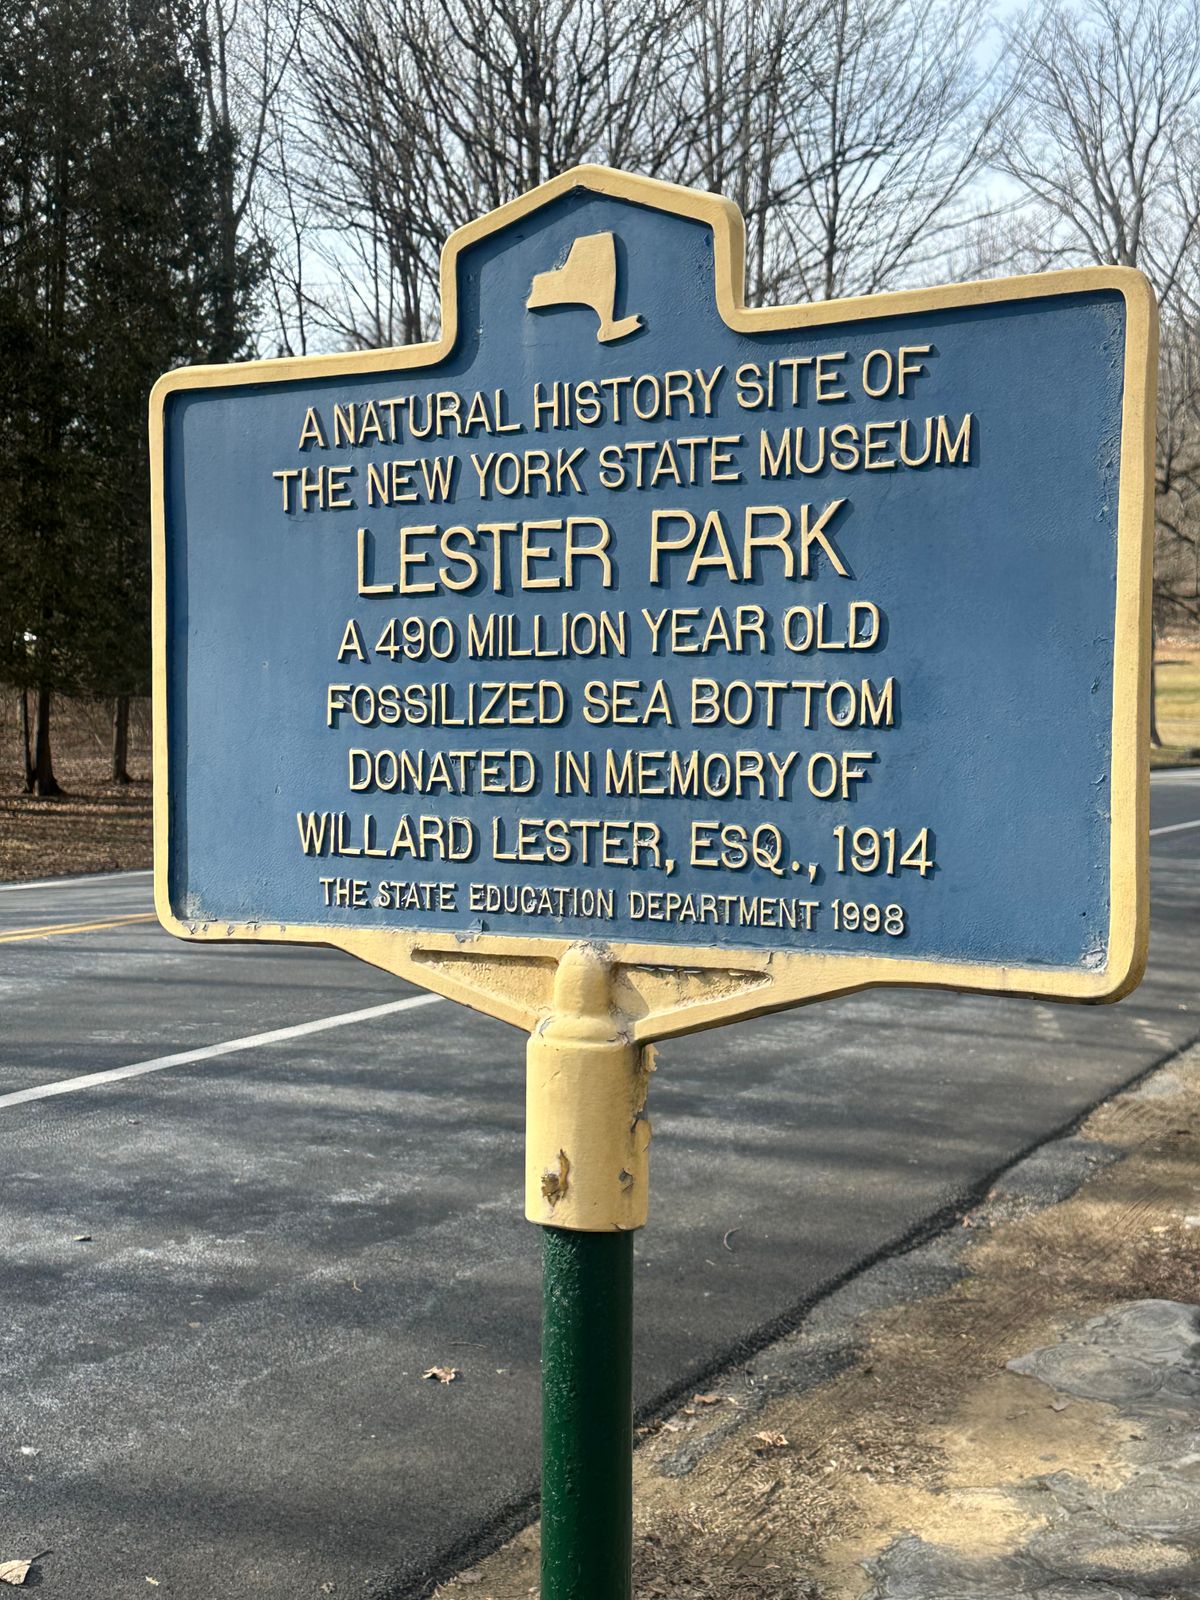 A NATURAL HISTORY SITE OF
THE NEW YORK STATE MUSEUM
LESTER PARK
A 490 MILLION YEAR OLD
FOSSILIZED SEA BOTTOM
DONATED IN MEMORY OF
WILLARD LESTER, ESQ., 1914
THE STATE EDUCATION DEPARTMENT 1998